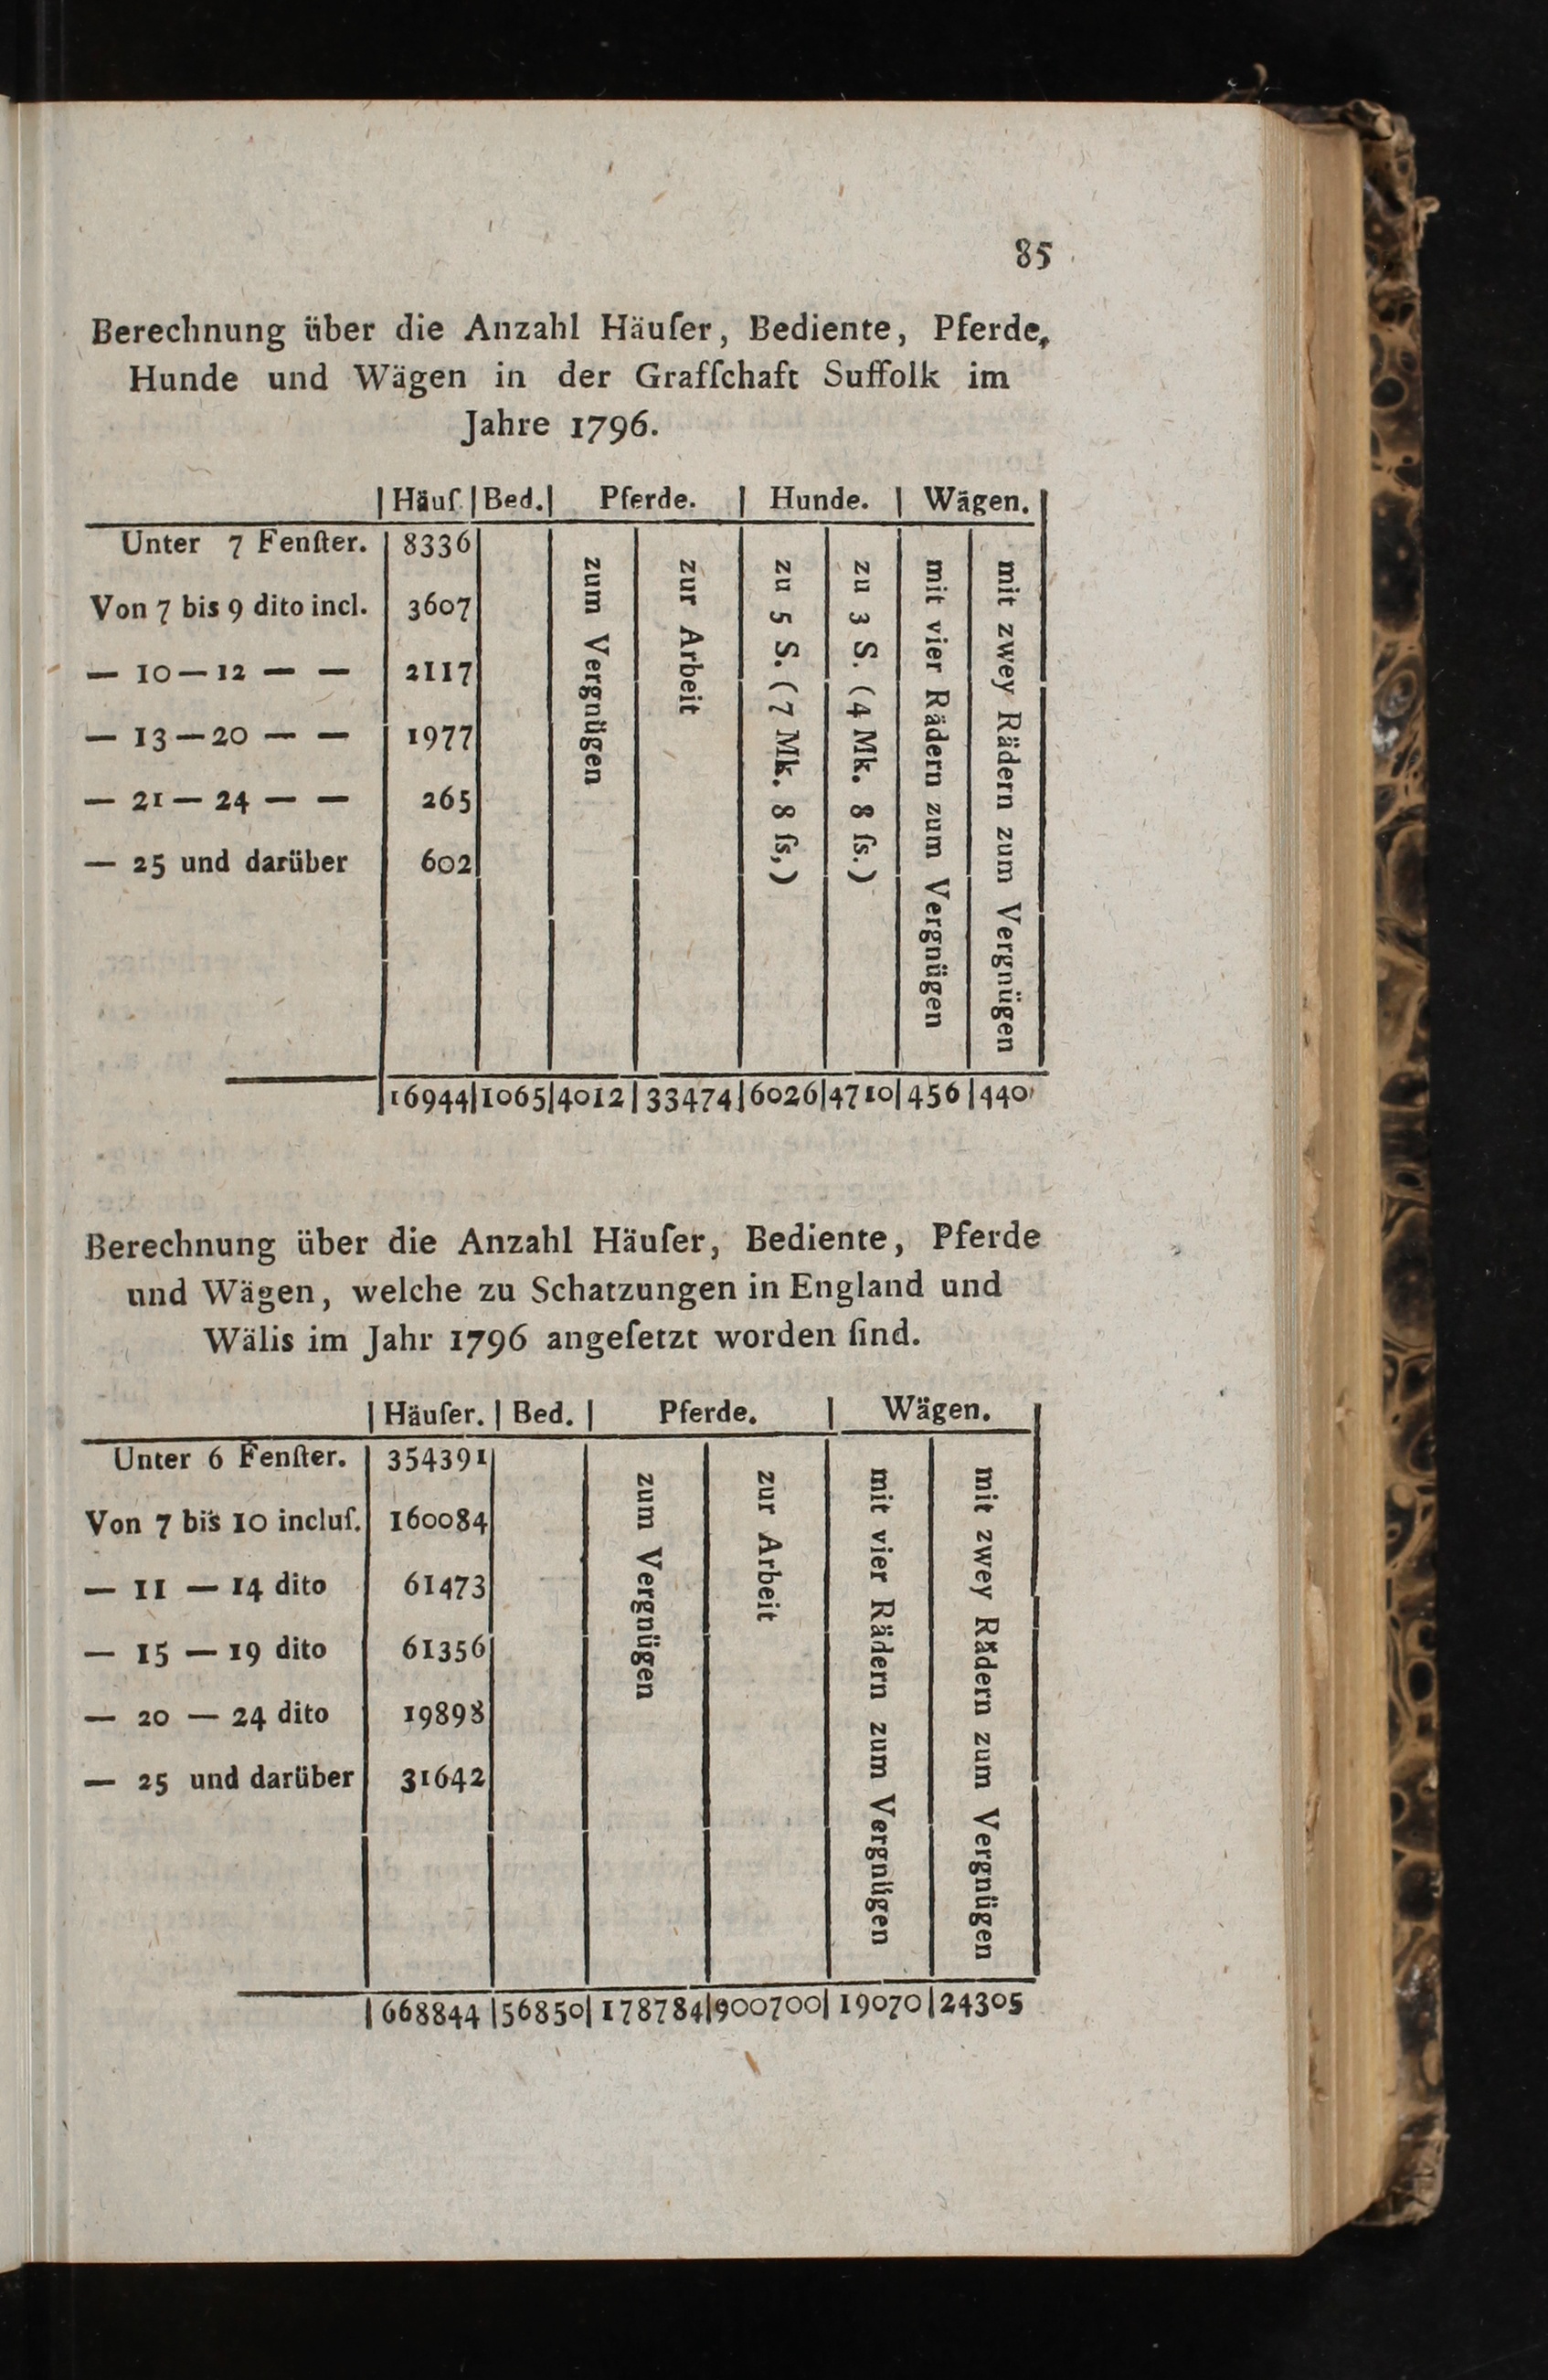 85
Berechnung über die Anzahl Häuſer, Bediente, Pferde,
Hunde und Wägen in der Graffchaft Suffolk im
Jahre 1796.
| Häuſ. | Bed. | Pferde. | Hunde. | Wägen. |
Unter 7 Fenſter. | 8336
Von 7 bis 9 dito incl. | 3607
— 10 — 12 — — | 2117
— 13 — 20 — — | 1977
— 21 — 24 — — | 265
— 25 und darüber | 602
zum Vergnügen
zur Arbeit
zu 5 S. (7 Mk. 8 ſs,)
zu 3 S. (4 Mk. 8 ſs.)
mit vier Rädern zum Vergnügen
mit zwey Rädern zum Vergnügen
| 16944 | 1065 | 4012 | 33474 | 6026 | 4710 | 456 | 440
Berechnung über die Anzahl Häuſer, Bediente, Pferde
und Wägen, welche zu Schatzungen in England und
Wälis im Jahr 1796 angeſetzt worden ſind.
| Häuſer. | Bed. | Pferde. | Wägen. |
Unter 6 Fenſter. | 354391
Von 7 bis 10 incluſ. | 160084
— 11 — 14 dito | 61473
— 15 — 19 dito | 61356
— 20 — 24 dito | 19898
— 25 und darüber | 31642
zum Vergnügen
zur Arbeit
mit vier Rädern zum Vergnügen
mit zwey Rädern zum Vergnügen
| 668844 | 56850 | 178784 | 900700 | 19070 | 24305